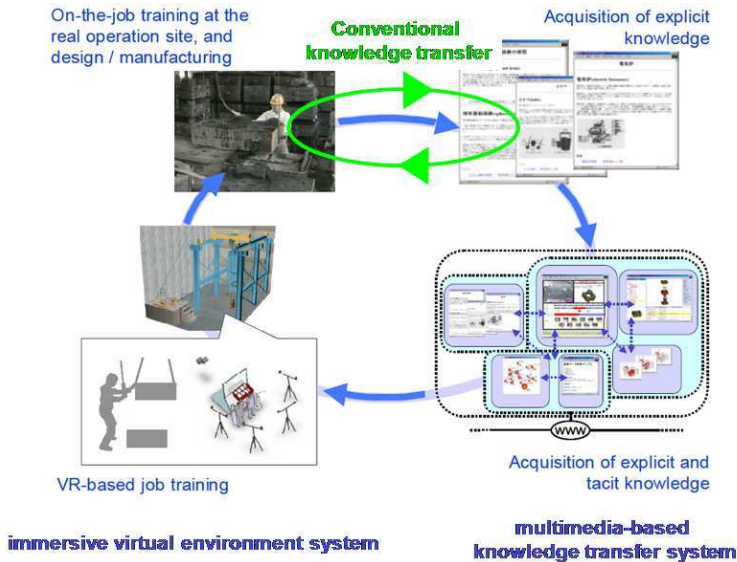 On-the-job training at the
real operation site, and
design / manufacturing
Conventional
knowledge transfer
Acquisition of explicit
knowledge
WWW
Acquisition of explicit and
tacit knowledge
VR-based job training
immersive virtual environment system
multimedia-based
knowledge transfer system